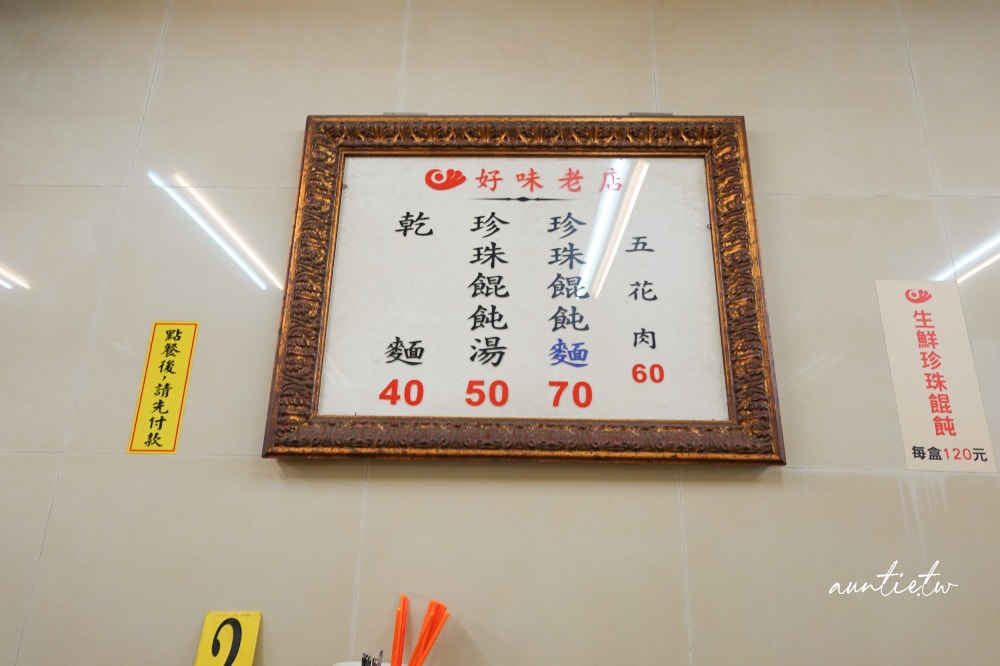 好味老店
五花肉
60
珍珠餛飩麵
70
珍珠餛飩湯
50
乾麵
40
點餐後,請先付款
生鮮珍珠餛飩
每盒120元
2
auntie.tw